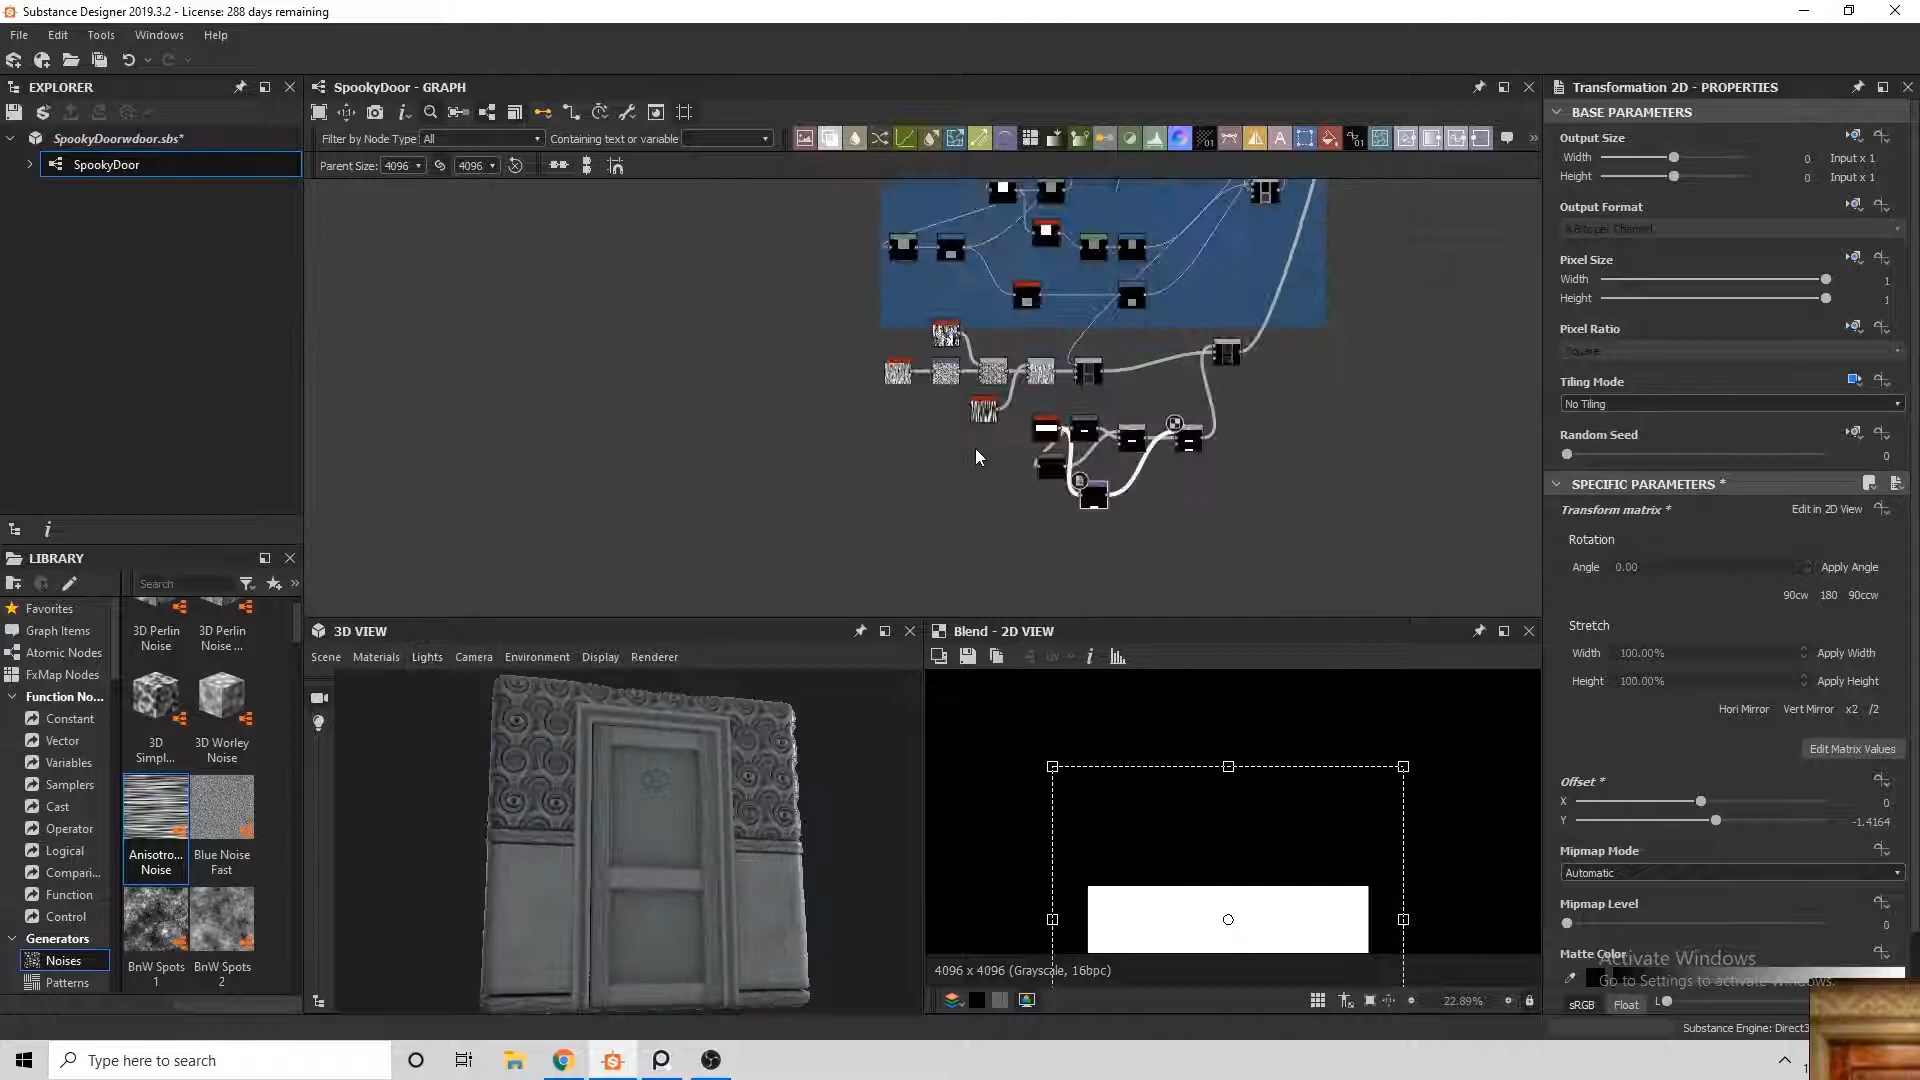 Substance Designer 2019.3.2 - License: 288 days remaining
File Edit Tools Windows Help
EXPLORER
SpookyDoorwdoor.sbs*
SpookyDoor
SpookyDoor - GRAPH
Filter by Node Type All Containing text or variable
Parent Size: 4096 4096
LIBRARY
Search
Favorites
Graph Items
Atomic Nodes
FxMap Nodes
Function No...
Constant
Vector
Variables
Samplers
Cast
Operator
Logical
Compari...
Function
Control
Generators
Noises
Patterns
3D Perlin Noise
3D Perlin Noise ...
3D Simpl...
3D Worley Noise
Anisotro... Noise
Blue Noise Fast
BnW Spots 1
BnW Spots 2
3D VIEW
Scene Materials Lights Camera Environment Display Renderer
Blend - 2D VIEW
4096 x 4096 (Grayscale, 16bpc)
22.89%
Transformation 2D - PROPERTIES
BASE PARAMETERS
Output Size
Width 0 Input x 1
Height 0 Input x 1
Output Format
Pixel Size
Width 1
Height 1
Pixel Ratio
Square
Tiling Mode
No Tiling
Random Seed
0
SPECIFIC PARAMETERS *
Transform matrix * Edit in 2D View
Rotation
Angle 0.00 Apply Angle
90cw 180 90ccw
Stretch
Width 100.00% Apply Width
Height 100.00% Apply Height
Hori Mirror Vert Mirror x2 /2
Edit Matrix Values
Offset *
X 0
Y -1.4164
Mipmap Mode
Automatic
Mipmap Level
0
Matte Color
Activate Windows
Go to Settings to activate Windows.
sRGB Float L
Substance Engine: Direct3
Type here to search